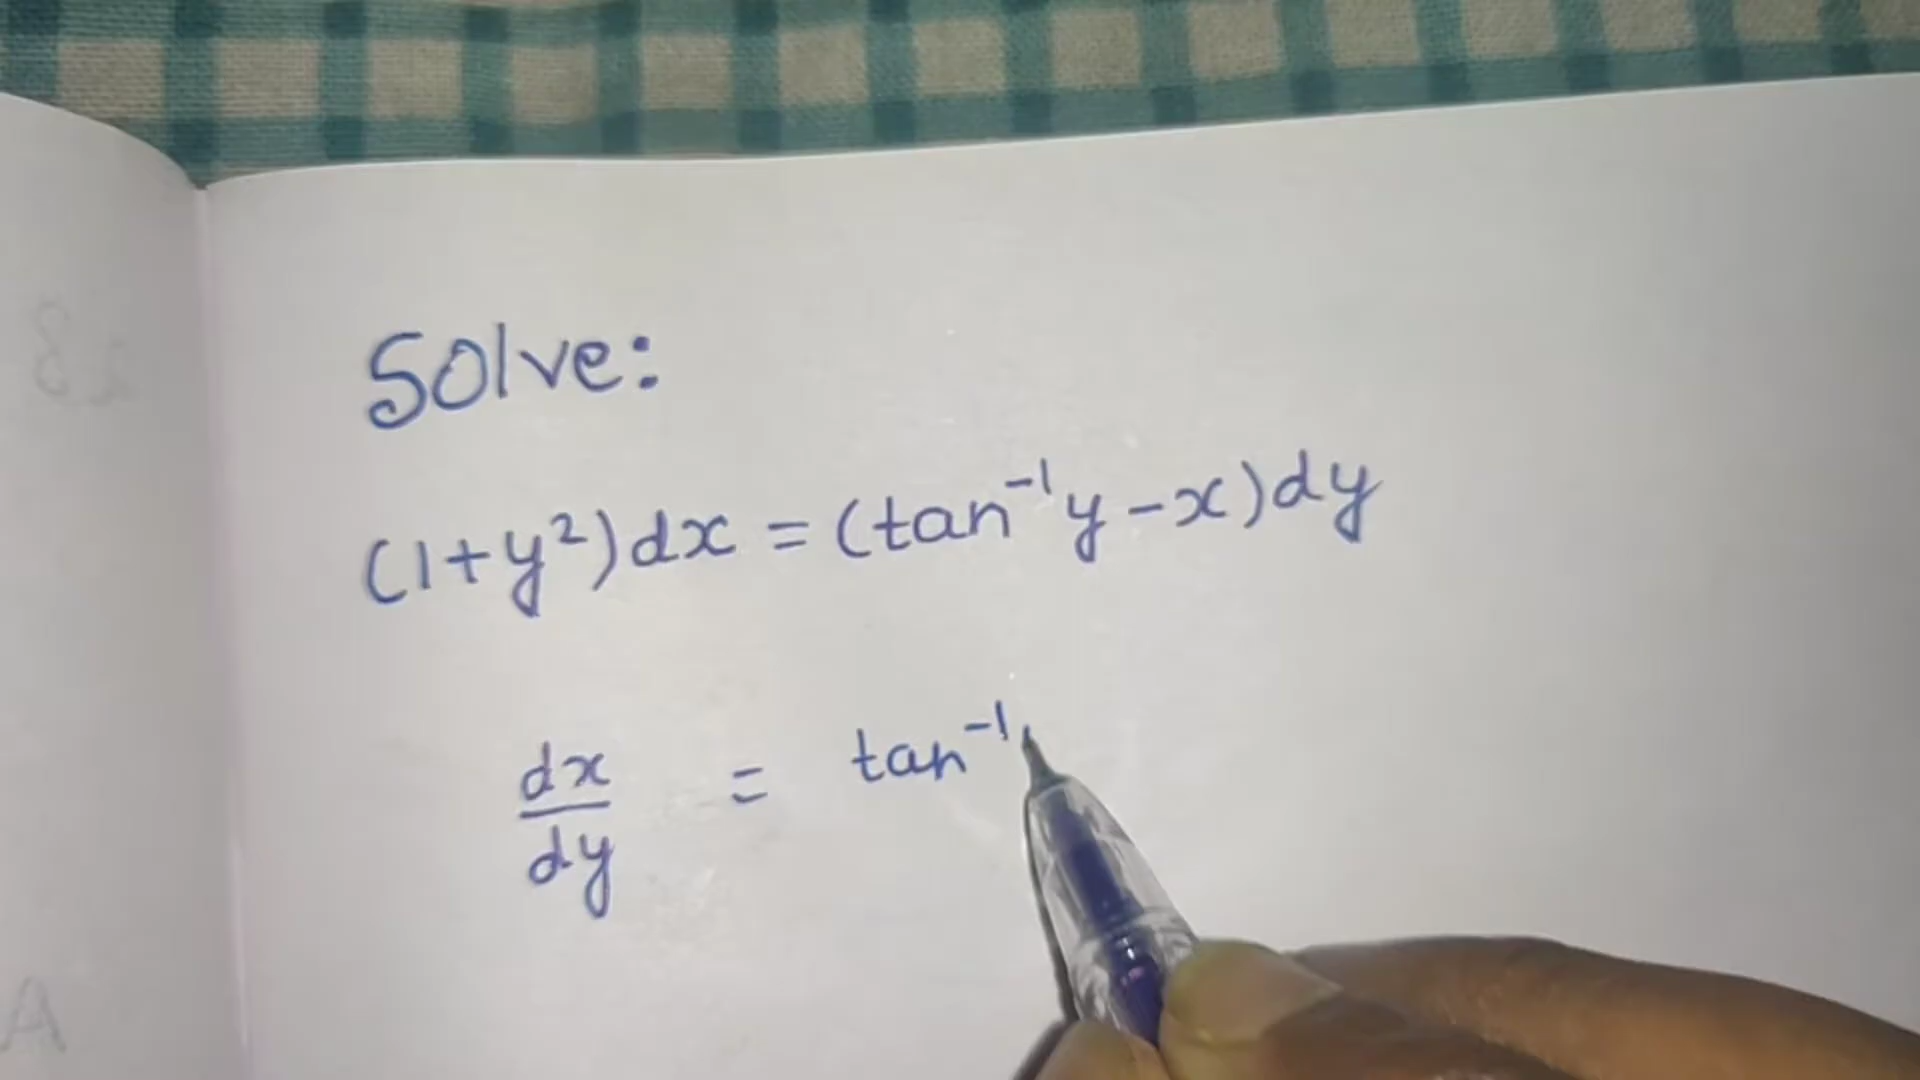 Solve:
(1+y²)dx = (tan⁻¹y-x)dy
dx/dy = tan⁻¹